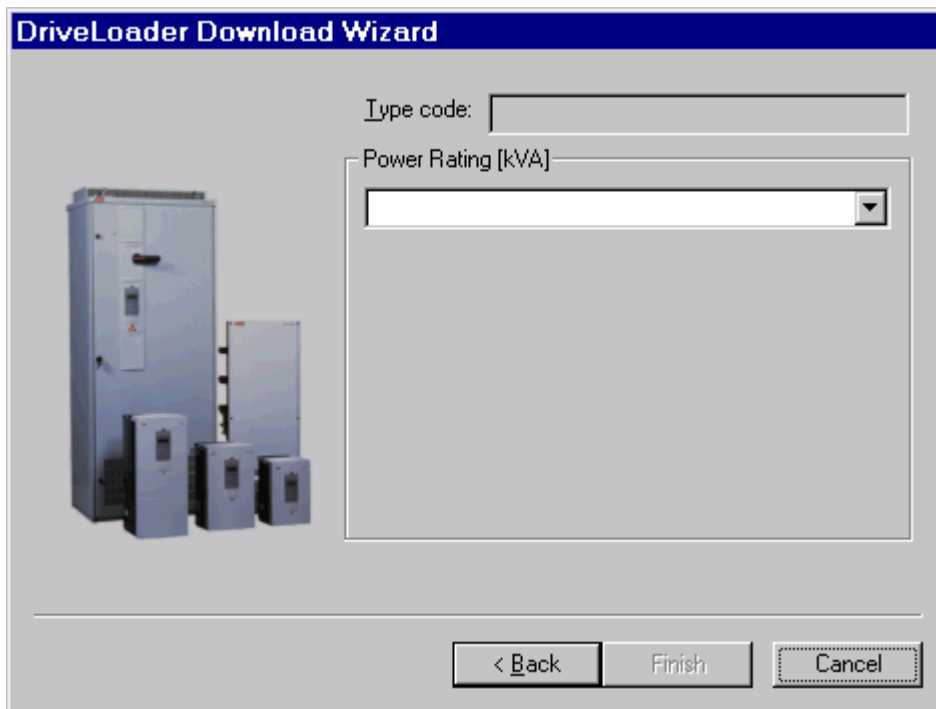 DriveLoader Download Wizard
Type code:
Power Rating [kVA]
< Back
Finish
Cancel